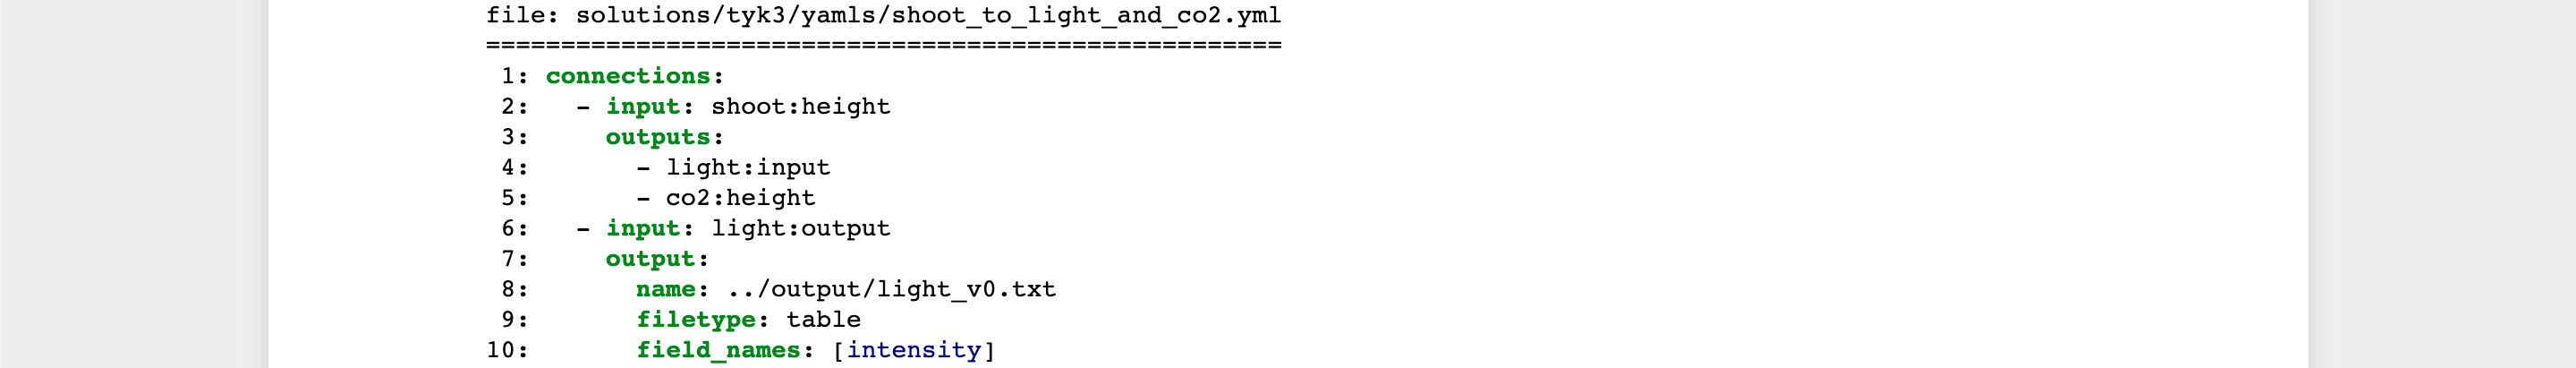 file: solutions/tyk3/yamls/shoot_to_light_and_co2.yml
=====================================================
1: connections:
2:   - input: shoot:height
3:     outputs:
4:       - light:input
5:       - co2:height
6:   - input: light:output
7:     output:
8:       name: ../output/light_v0.txt
9:       filetype: table
10:       field_names: [intensity]